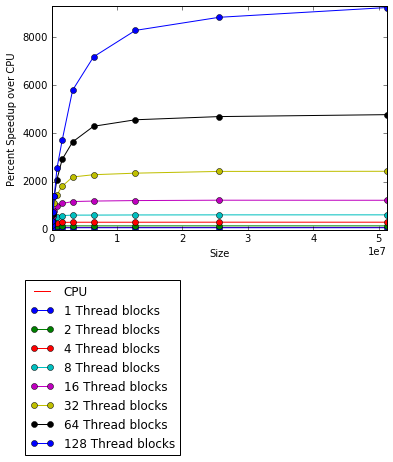 8000
6000
4000
2000
0
Percent Speedup over CPU
0 1 2 3 4 5
1e7
Size
CPU
1 Thread blocks
2 Thread blocks
4 Thread blocks
8 Thread blocks
16 Thread blocks
32 Thread blocks
64 Thread blocks
128 Thread blocks